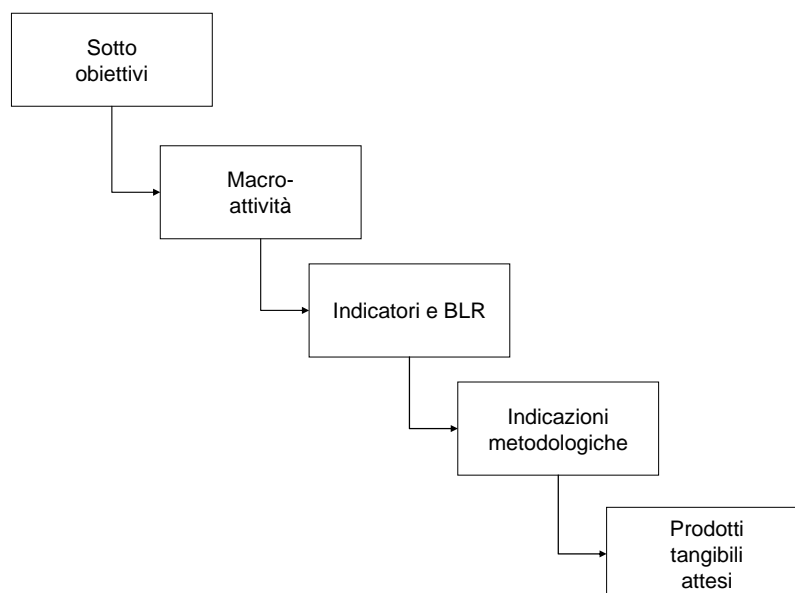 Sotto
obiettivi
Macro-
attività
Indicatori e BLR
Indicazioni
metodologiche
Prodotti
tangibili
attesi